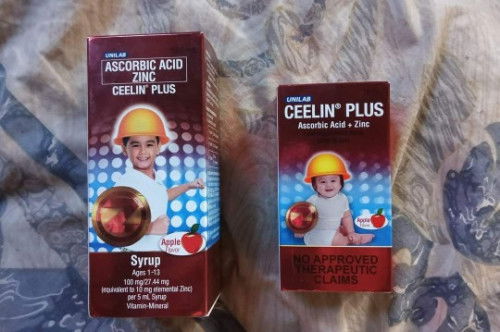 UNILAB
ASCORBIC ACID
ZINC
CEELIN® PLUS
Apple
flavor
Syrup
Ages 1-13
100 mg/27.44 mg
(equivalent to 10 mg elemental Zinc)
per 5 mL Syrup
Vitamin-Mineral
UNILAB
CEELIN® PLUS
Ascorbic Acid + Zinc
Apple
flavor
NO APPROVED
THERAPEUTIC
CLAIMS